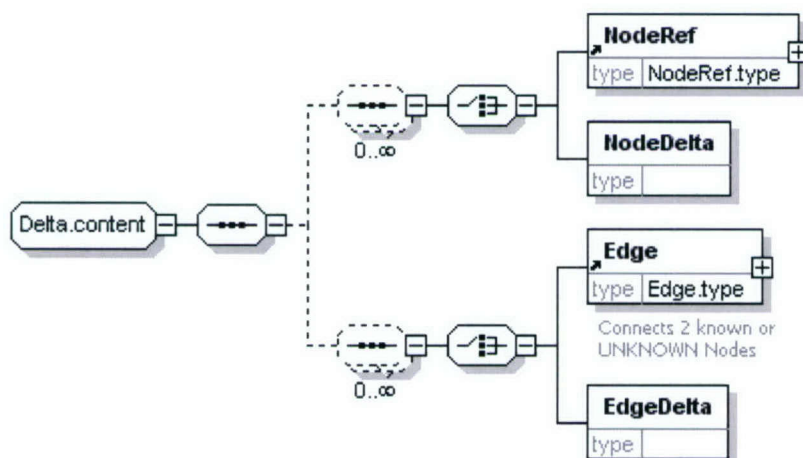 NodeRef
type NodeRef.type
0..∞
NodeDelta
type
Delta.content
Edge
type Edge.type
Connects 2 known or
UNKNOWN Nodes
0..∞
EdgeDelta
type